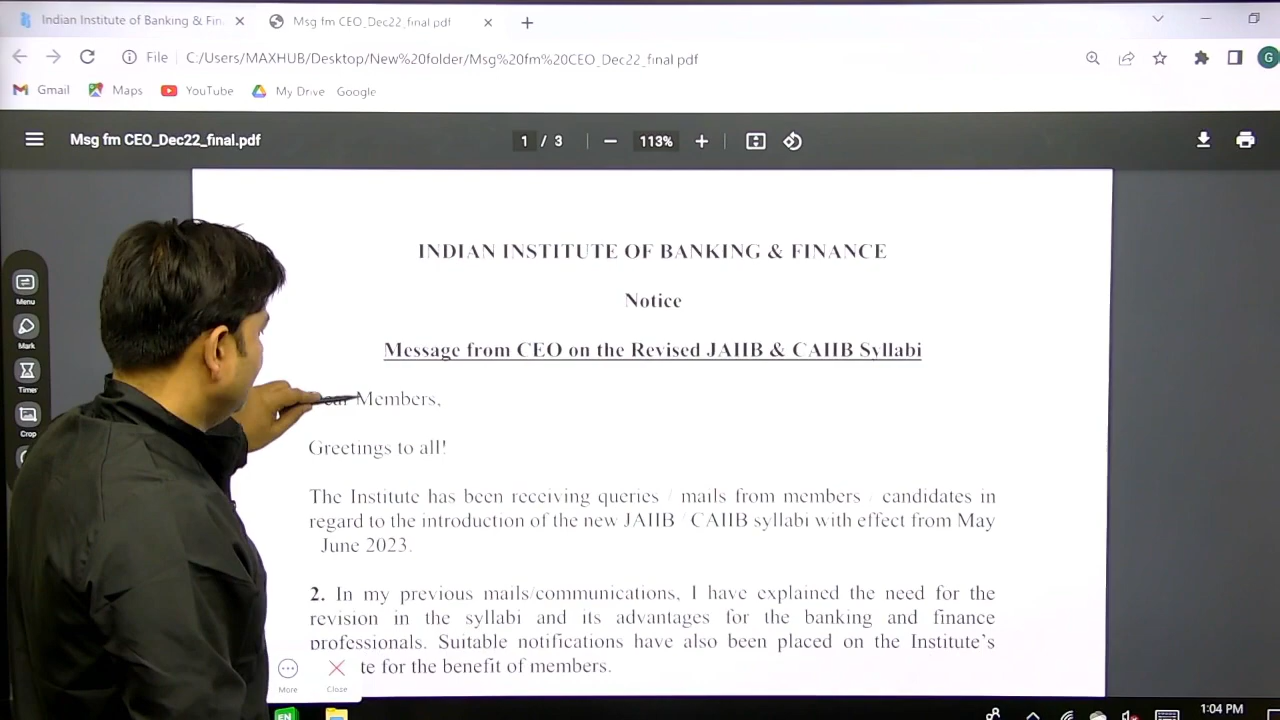 Indian Institute of Banking & Fin
Msg fm CEO_Dec22_final.pdf
File
C:/Users/MAXHUB/Desktop/New%20folder/Msg%20fm%20CEO_Dec22_final.pdf
G
Gmail
Maps
YouTube
My Drive
Google
Msg fm CEO_Dec22_final.pdf
1 / 3
113%
INDIAN INSTITUTE OF BANKING & FINANCE
Notice
Message from CEO on the Revised JAIIB & CAIIB Syllabi
Members,
Greetings to all!
The Institute has been receiving queries / mails from members / candidates in
regard to the introduction of the new JAIIB / CAIIB syllabi with effect from May
June 2023.
2. In my previous mails/communications, I have explained the need for the
revision in the syllabi and its advantages for the banking and finance
professionals. Suitable notifications have also been placed on the Institute's
te for the benefit of members.
Menu
Mark
Timer
Crop
More
Close
EN
1:04 PM